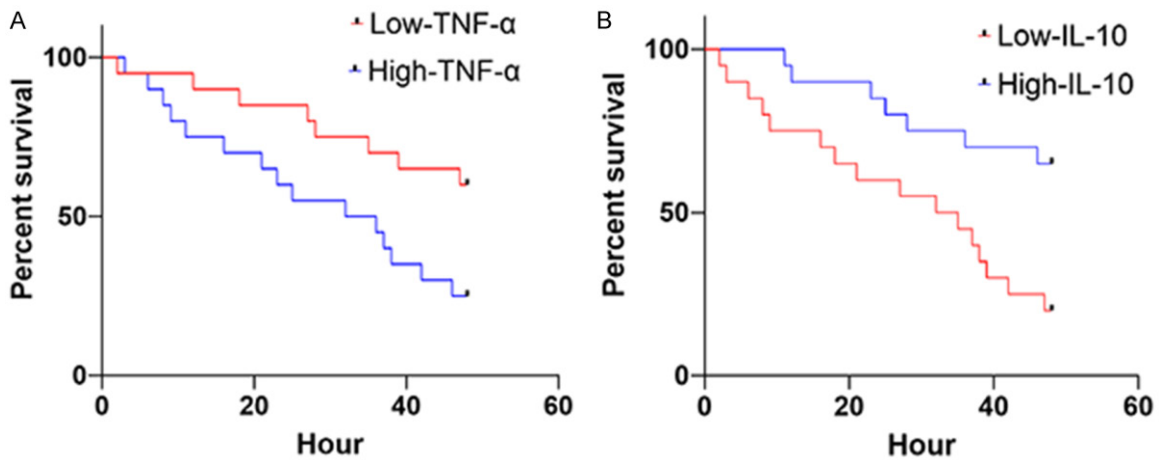 A
Low-TNF-α
High-TNF-α
100
50
0
Percent survival
0 20 40 60
Hour
B
Low-IL-10
High-IL-10
100
50
0
Percent survival
0 20 40 60
Hour